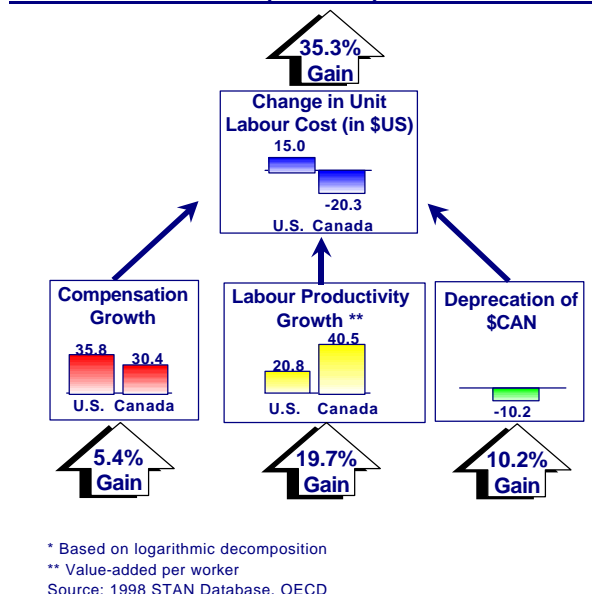 35.3%
Gain
Change in Unit
Labour Cost (in $US)
15.0
-20.3
U.S. Canada
Compensation
Growth
35.8
30.4
U.S. Canada
Labour Productivity
Growth **
20.8
40.5
U.S. Canada
Deprecation of
$CAN
-10.2
5.4%
Gain
19.7%
Gain
10.2%
Gain
* Based on logarithmic decomposition
** Value-added per worker
Source: 1998 STAN Database, OECD